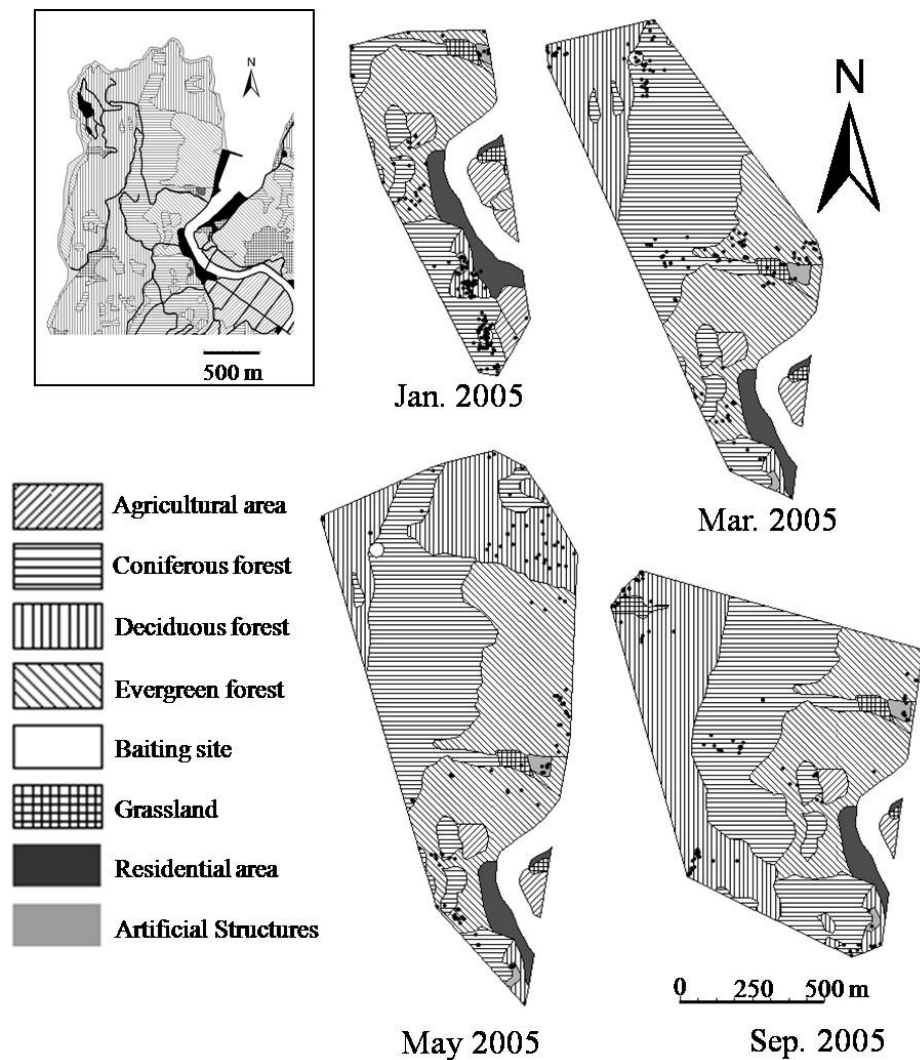 N
500 m
Jan. 2005
N
Mar. 2005
Agricultural area
Coniferous forest
Deciduous forest
Evergreen forest
Baiting site
Grassland
Residential area
Artificial Structures
May 2005
0 250 500 m
Sep. 2005